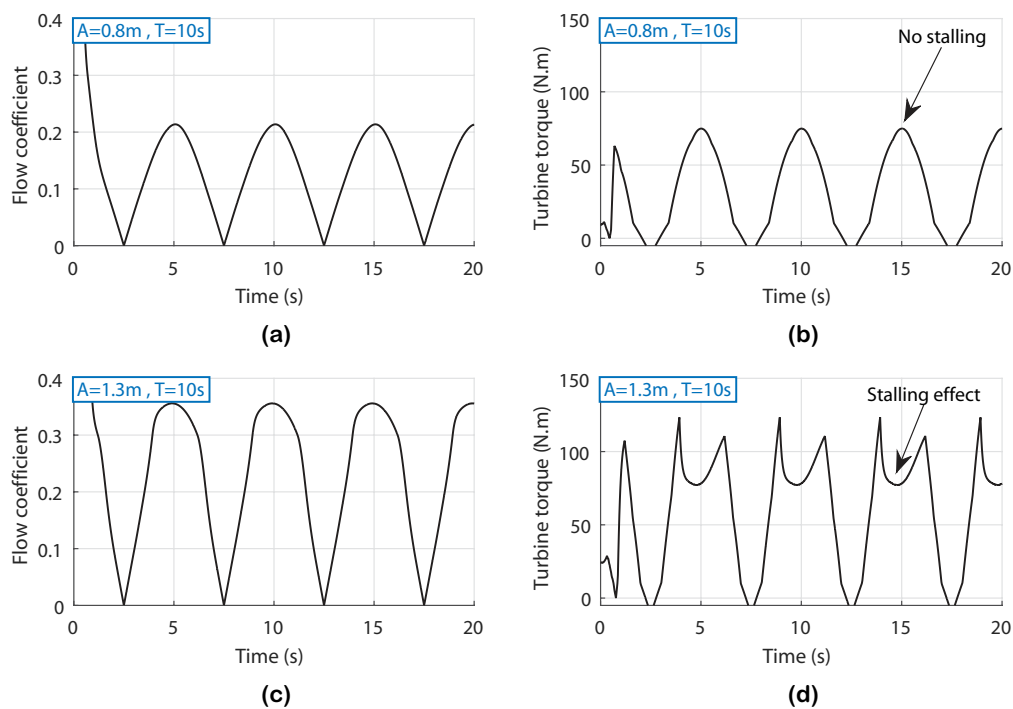 A=0.8m , T=10s
Flow coefficient
0.4
0.3
0.2
0.1
0
0 5 10 15 20
Time (s)
(a)
A=0.8m , T=10s
No stalling
Turbine torque (N.m)
150
100
50
0
0 5 10 15 20
Time (s)
(b)
A=1.3m , T=10s
Flow coefficient
0.4
0.3
0.2
0.1
0
0 5 10 15 20
Time (s)
(c)
A=1.3m , T=10s
Stalling effect
Turbine torque (N.m)
150
100
50
0
0 5 10 15 20
Time (s)
(d)